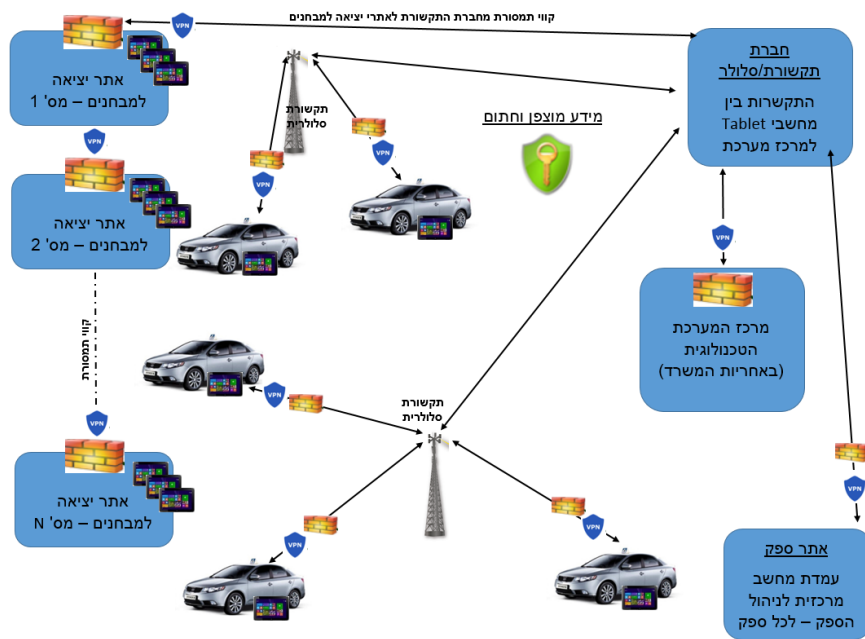 קווי תמסורת מחברת התקשורת לאתרי יציאה למבחנים
VPN
אתר יציאה
למבחנים – מס' 1
VPN
אתר יציאה
למבחנים – מס' 2
קווי תמסורת
VPN
אתר יציאה
למבחנים – מס' N
תקשורת
סלולרית
VPN
VPN
מידע מוצפן וחתום
חברת
תקשורת/סלולר
התקשרות בין
מחשבי Tablet
למרכז מערכת
VPN
מרכז המערכת
הטכנולוגית
(באחריות המשרד)
תקשורת
סלולרית
VPN
VPN
VPN
VPN
אתר ספק
עמדת מחשב
מרכזית לניהול
הספק – לכל ספק